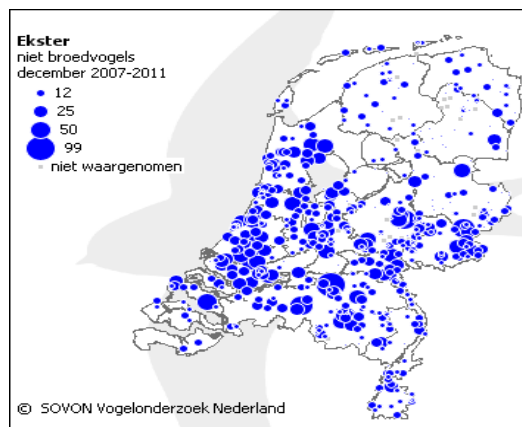 Ekster
niet broedvogels
december 2007-2011
12
25
50
99
niet waargenomen
© SOVON Vogelonderzoek Nederland